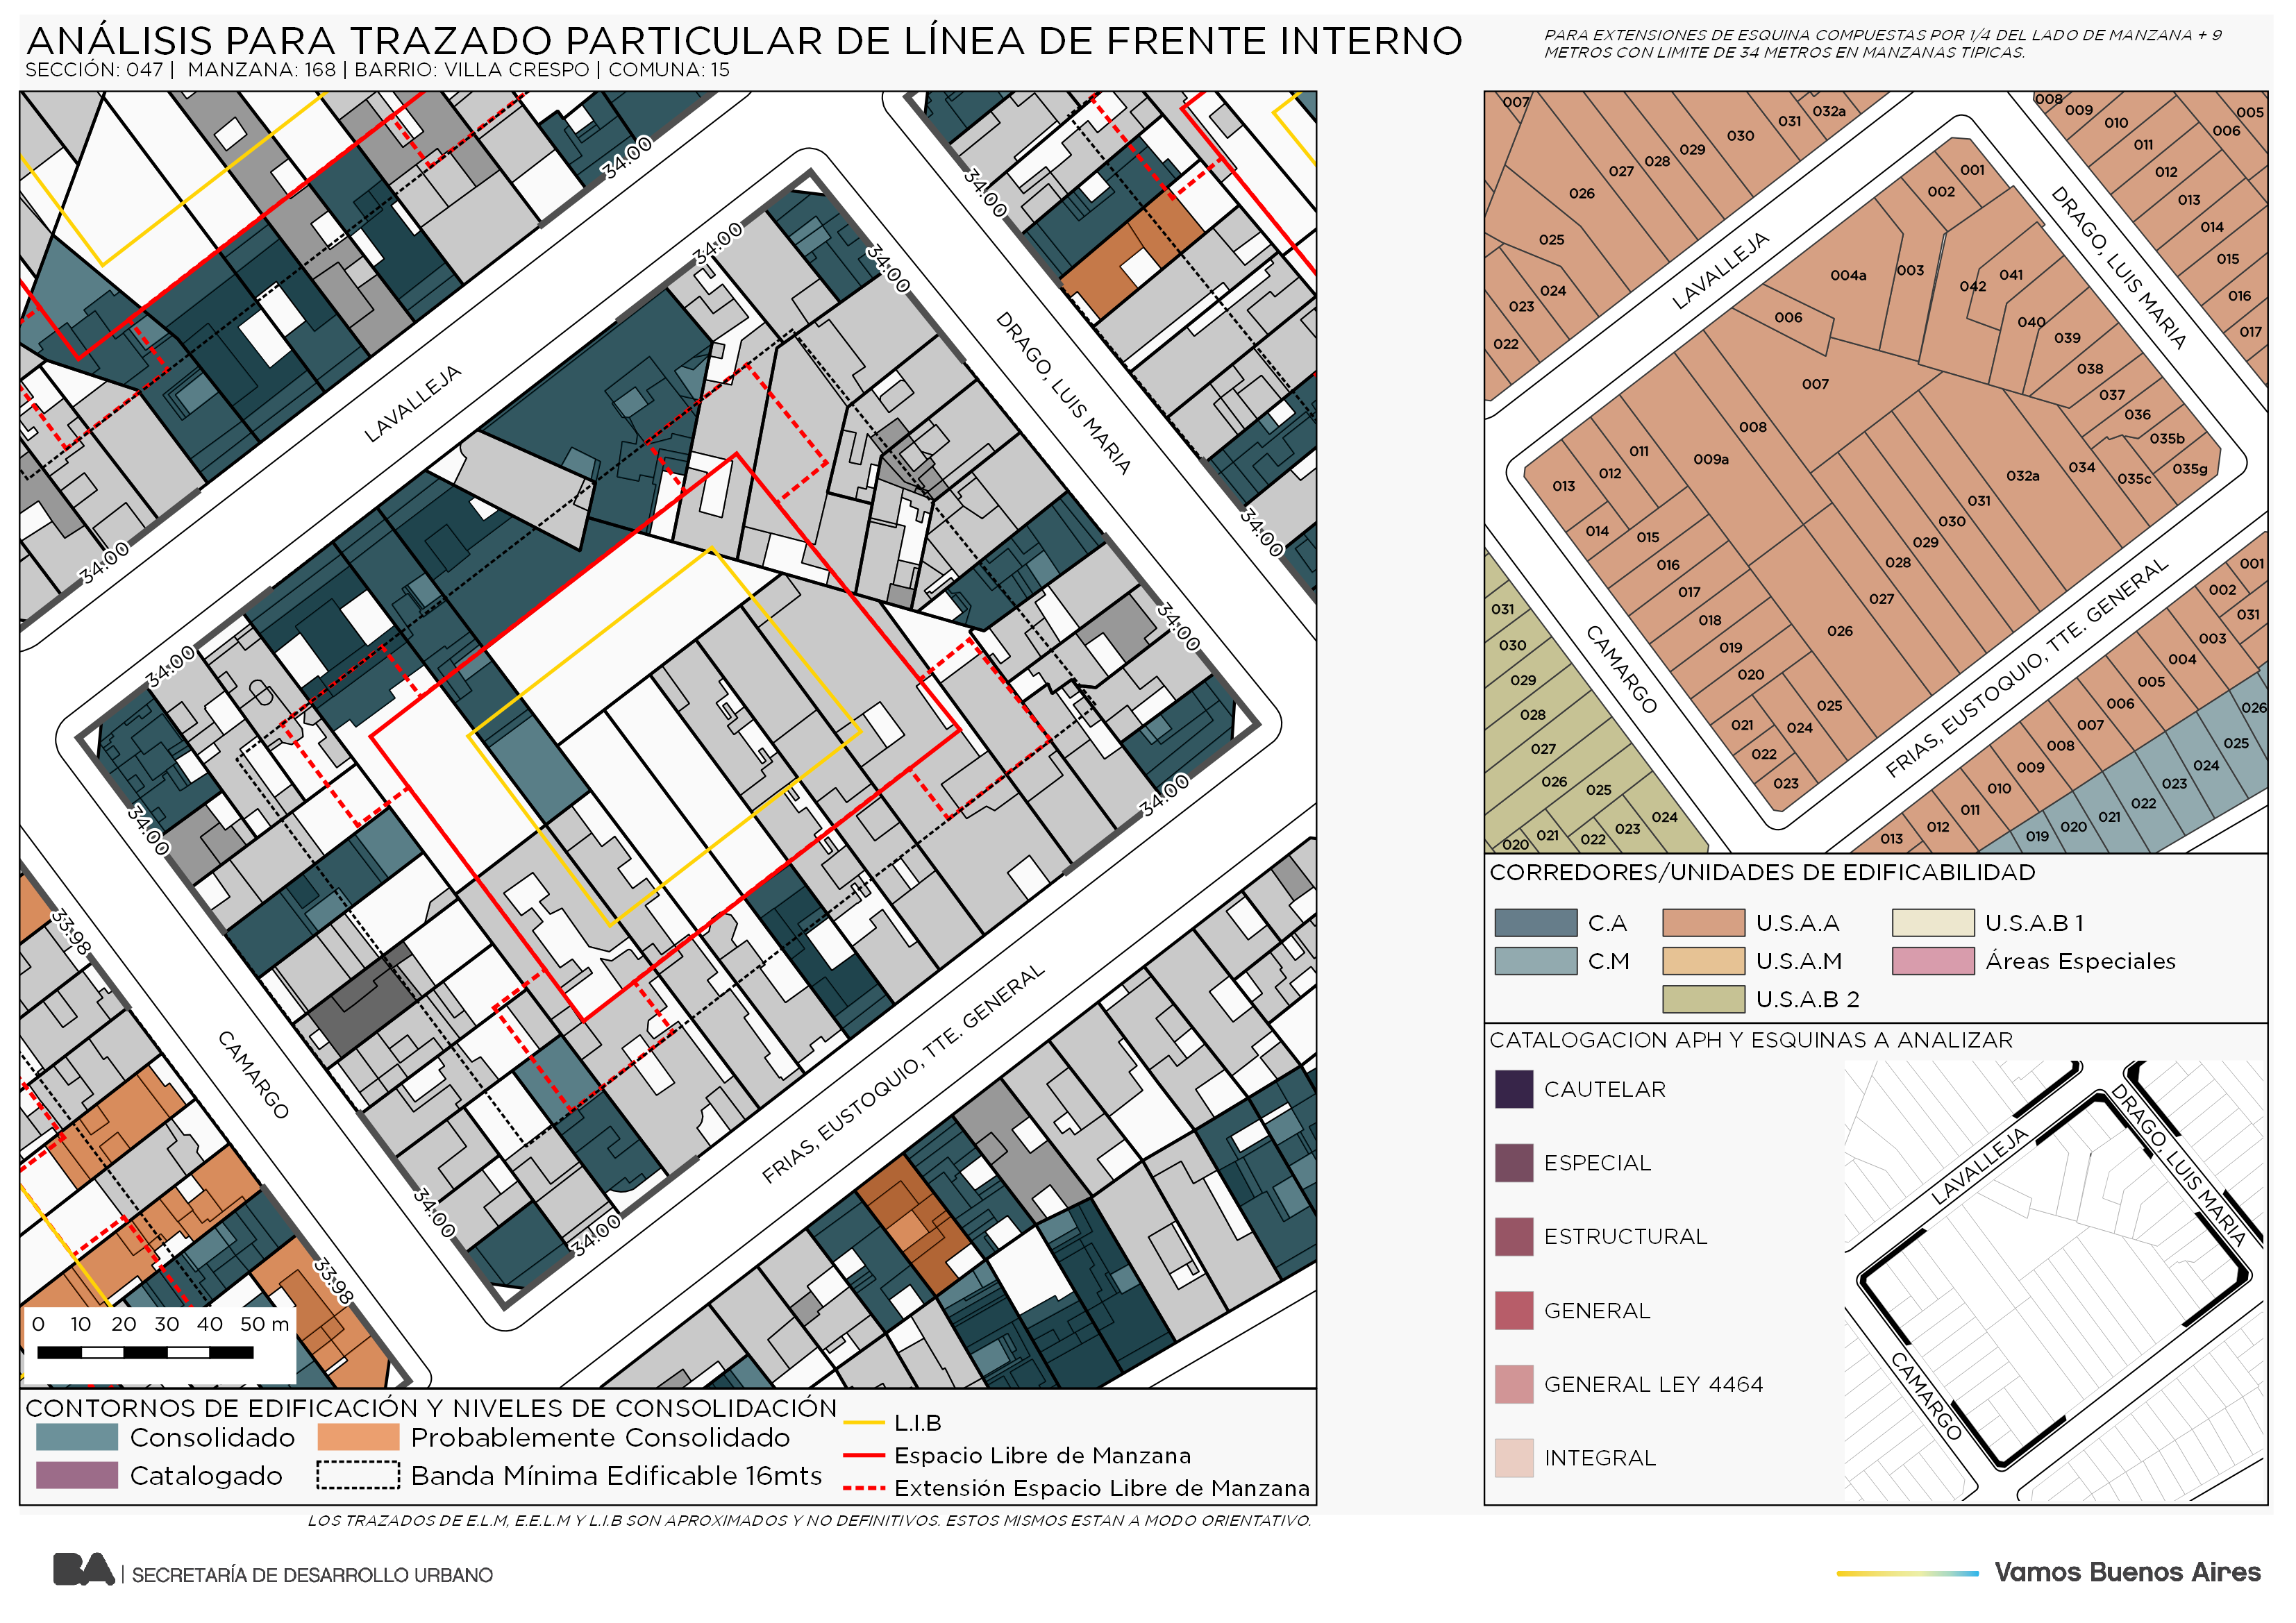 ANÁLISIS PARA TRAZADO PARTICULAR DE LÍNEA DE FRENTE INTERNO
SECCIÓN: 047 | MANZANA: 168 | BARRIO: VILLA CRESPO | COMUNA: 15
PARA EXTENSIONES DE ESQUINA COMPUESTAS POR 1/4 DEL LADO DE MANZANA + 9
METROS CON LIMITE DE 34 METROS EN MANZANAS TIPICAS.
34.00
34.00
34.00
34.00
LAVALLEJA
DRAGO, LUIS MARIA
34.00
34.00
34.00
34.00
34.00
33.98
34.00
CAMARGO
FRIAS, EUSTOQUIO, TTE. GENERAL
34.00
34.00
33.98
0 10 20 30 40 50 m
CONTORNOS DE EDIFICACIÓN Y NIVELES DE CONSOLIDACIÓN
Consolidado
Probablemente Consolidado
Catalogado
Banda Mínima Edificable 16mts
L.I.B
Espacio Libre de Manzana
Extensión Espacio Libre de Manzana
LOS TRAZADOS DE E.L.M, E.E.L.M Y L.I.B SON APROXIMADOS Y NO DEFINITIVOS. ESTOS MISMOS ESTAN A MODO ORIENTATIVO.
007
032a
031
030
029
028
027
026
025
024
023
022
008
009
010
005
006
011
012
013
014
015
016
017
LAVALLEJA
DRAGO, LUIS MARIA
001
002
003
004a
006
007
008
009a
011
012
013
014
015
016
017
018
019
020
021
022
023
024
025
026
027
028
029
030
031
032a
034
035c
035g
035b
036
037
038
039
040
041
042
CAMARGO
FRIAS, EUSTOQUIO, TTE. GENERAL
031
030
029
028
027
026
025
024
023
022
021
020
001
002
031
003
004
005
006
007
008
009
010
011
012
013
026
025
024
023
022
021
020
019
CORREDORES/UNIDADES DE EDIFICABILIDAD
C.A
U.S.A.A
U.S.A.B 1
C.M
U.S.A.M
Áreas Especiales
U.S.A.B 2
CATALOGACION APH Y ESQUINAS A ANALIZAR
CAUTELAR
ESPECIAL
ESTRUCTURAL
GENERAL
GENERAL LEY 4464
INTEGRAL
LAVALLEJA
DRAGO, LUIS MARIA
CAMARGO
BA | SECRETARÍA DE DESARROLLO URBANO
Vamos Buenos Aires